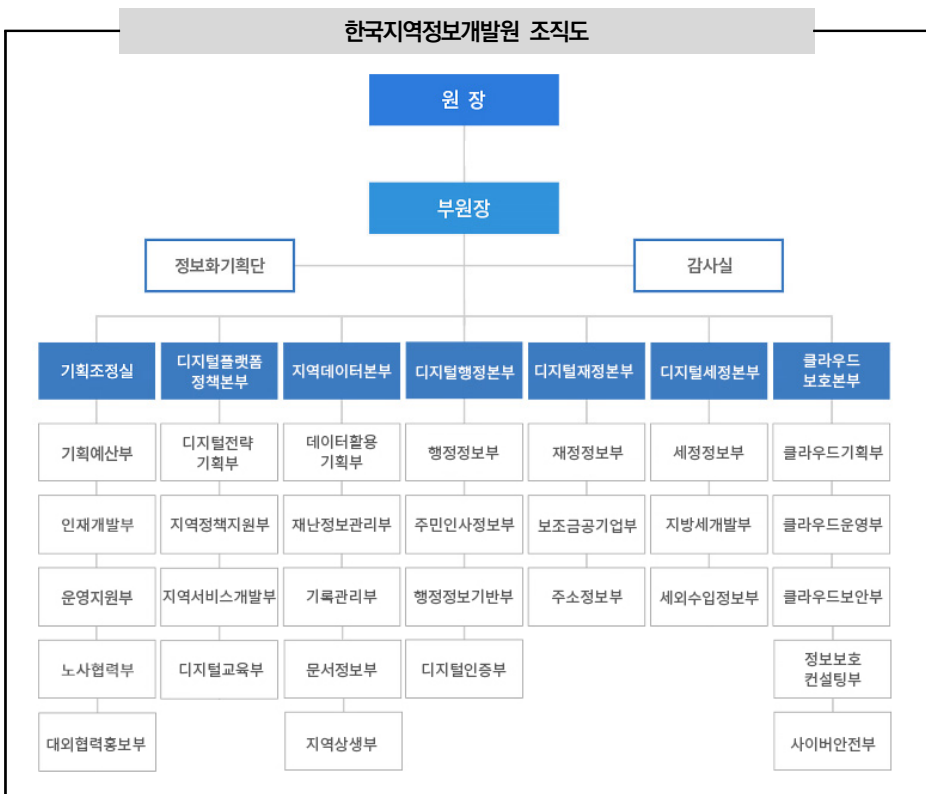 한국지역정보개발원 조직도
원 장
부원장
정보화기획단
감사실
기획조정실
디지털플랫폼
정책본부
지역데이터본부
디지털행정본부
디지털재정본부
디지털세정본부
클라우드
보호본부
기획예산부
디지털전략
기획부
데이터활용
기획부
행정정보부
재정정보부
세정정보부
클라우드기획부
인재개발부
지역정책지원부
재난정보관리부
주민인사정보부
보조금공기업부
지방세개발부
클라우드운영부
운영지원부
지역서비스개발부
기록관리부
행정정보기반부
주소정보부
세외수입정보부
클라우드보안부
노사협력부
디지털교육부
문서정보부
디지털인증부
정보보호
컨설팅부
대외협력홍보부
지역상생부
사이버안전부